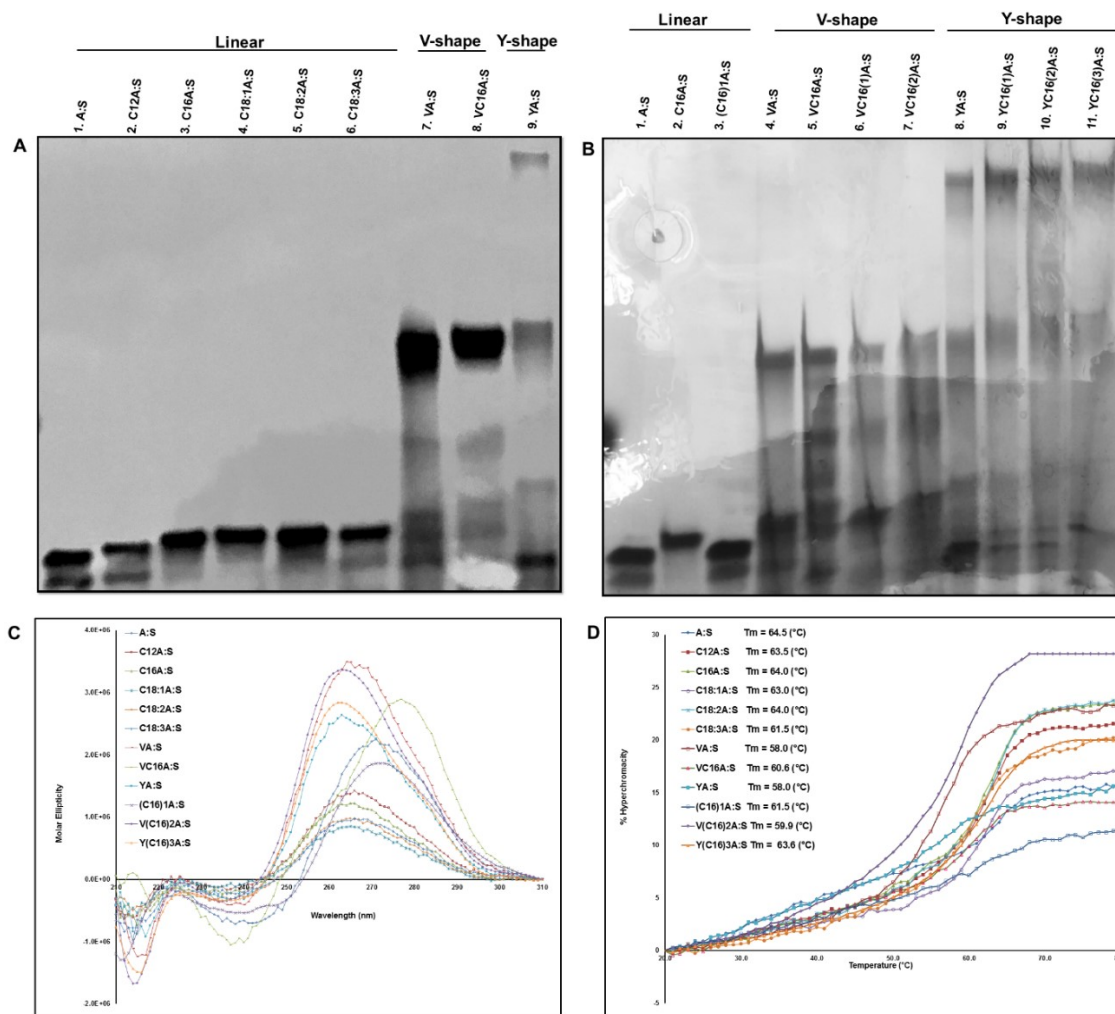 A
Linear
V-shape
Y-shape
1. A:S
2. C12A:S
3. C16A:S
4. C18:1A:S
5. C18:2A:S
6. C18:3A:S
7. VA:S
8. VC16A:S
9. YA:S
B
Linear
V-shape
Y-shape
1. A:S
2. C16A:S
3. (C16)1A:S
4. VA:S
5. VC16A:S
6. VC16(1)A:S
7. VC16(2)A:S
8. YA:S
9. YC16(1)A:S
10. YC16(2)A:S
11. YC16(3)A:S
C
4.0E+06
3.0E+06
2.0E+06
1.0E+06
0.0E+00
-1.0E+06
-2.0E+06
Molar Ellipticity
A:S
C12A:S
C16A:S
C18:1A:S
C18:2A:S
C18:3A:S
VA:S
VC16A:S
YA:S
(C16)1A:S
V(C16)2A:S
Y(C16)3A:S
210 220 230 240 250 260 270 280 290 300 310
Wavelength (nm)
D
30
25
20
15
10
5
0
-5
% Hyperchromacity
A:S Tm = 64.5 (°C)
C12A:S Tm = 63.5 (°C)
C16A:S Tm = 64.0 (°C)
C18:1A:S Tm = 63.0 (°C)
C18:2A:S Tm = 64.0 (°C)
C18:3A:S Tm = 61.5 (°C)
VA:S Tm = 58.0 (°C)
VC16A:S Tm = 60.6 (°C)
YA:S Tm = 58.0 (°C)
(C16)1A:S Tm = 61.5 (°C)
V(C16)2A:S Tm = 59.9 (°C)
Y(C16)3A:S Tm = 63.6 (°C)
20.0 30.0 40.0 50.0 60.0 70.0
Temperature (°C)